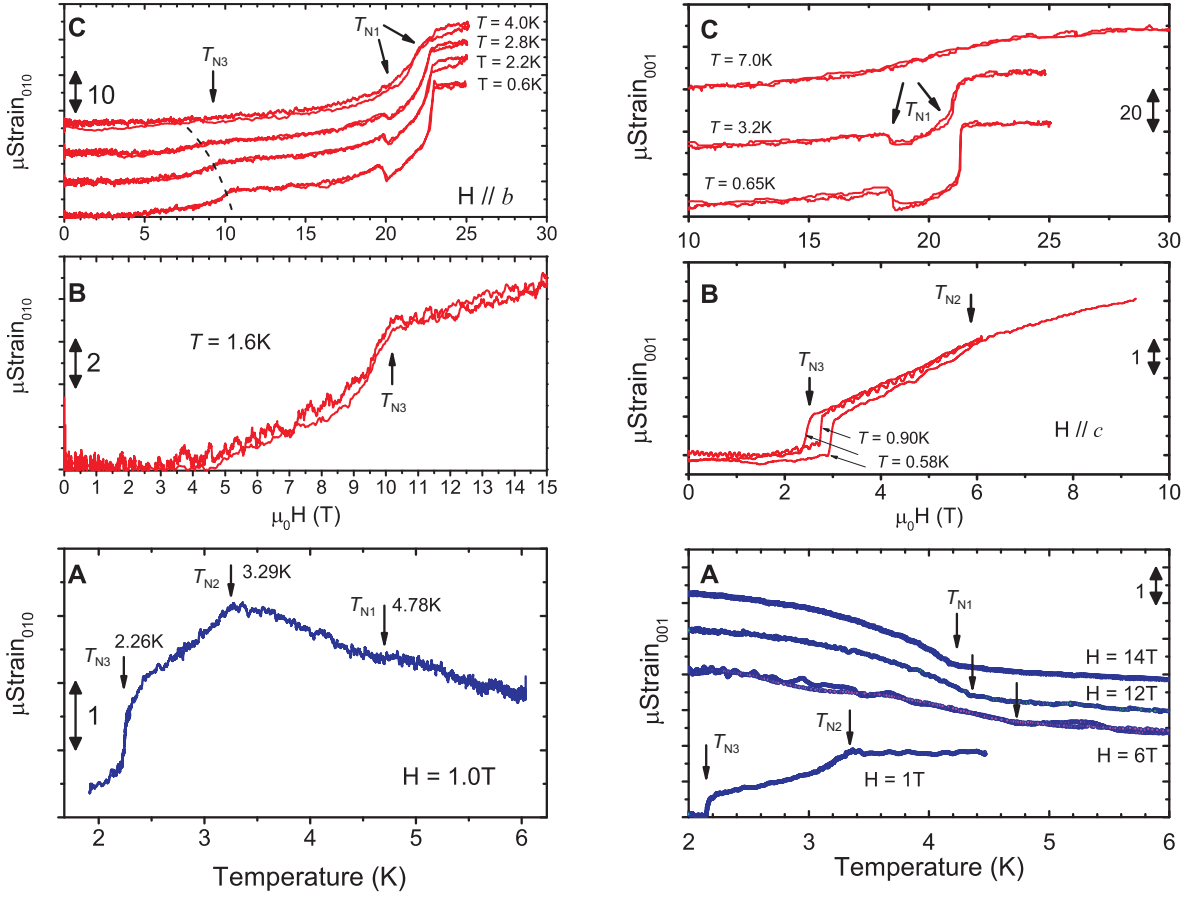 C
T_N3
T_N1
T = 4.0K
T = 2.8K
T = 2.2K
T = 0.6K
10
μStrain_010
H // b
0 5 10 15 20 25 30
B
T = 1.6K
2
μStrain_010
T_N3
0 1 2 3 4 5 6 7 8 9 10 11 12 13 14 15
μ_0H (T)
A
T_N2 3.29K
T_N1 4.78K
T_N3 2.26K
1
μStrain_010
H = 1.0T
2 3 4 5 6
Temperature (K)
C
T = 7.0K
T_N1
20
T = 3.2K
T = 0.65K
μStrain_001
10 15 20 25 30
B
T_N2
T_N3
1
μStrain_001
T = 0.90K
T = 0.58K
H // c
0 2 4 6 8 10
μ_0H (T)
A
1
T_N1
H = 14T
H = 12T
H = 6T
T_N2
T_N3
H = 1T
μStrain_001
2 3 4 5 6
Temperature (K)